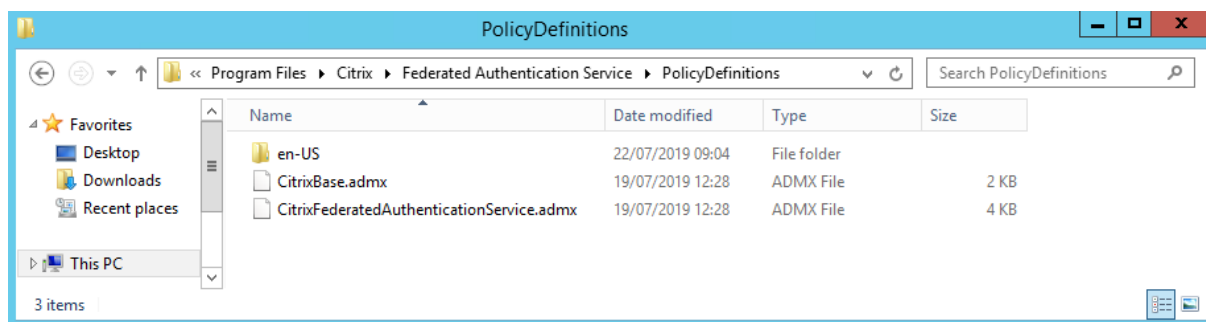 PolicyDefinitions
« Program Files Citrix Federated Authentication Service PolicyDefinitions Search PolicyDefinitions
Name Date modified Type Size
Favorites
Desktop
Downloads
Recent places
This PC
en-US 22/07/2019 09:04 File folder
CitrixBase.admx 19/07/2019 12:28 ADMX File 2 KB
CitrixFederatedAuthenticationService.admx 19/07/2019 12:28 ADMX File 4 KB
3 items